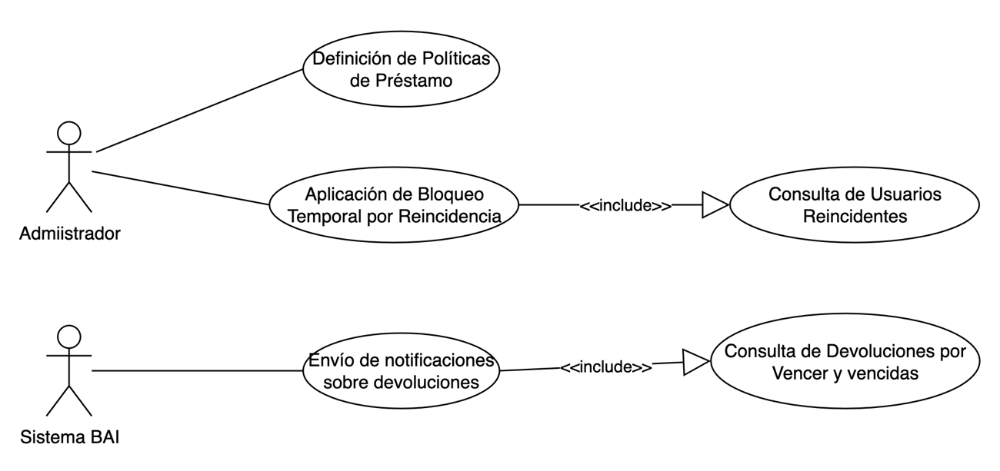 Definición de Políticas
de Préstamo
Admiistrador
Aplicación de Bloqueo
Temporal por Reincidencia
<<include>>
Consulta de Usuarios
Reincidentes
Sistema BAI
Envío de notificaciones
sobre devoluciones
<<include>>
Consulta de Devoluciones por
Vencer y vencidas